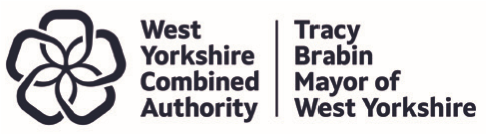 West
Yorkshire
Combined
Authority
Tracy
Brabin
Mayor of
West Yorkshire